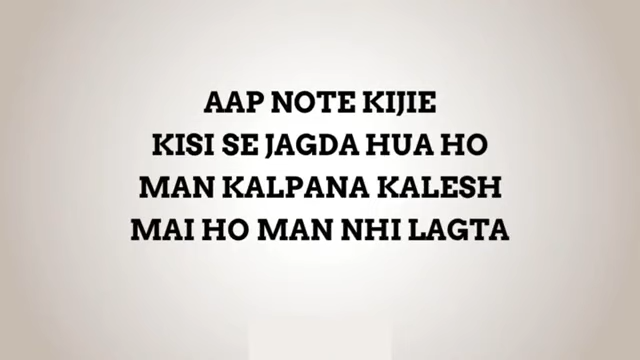 AAP NOTE KIJIE
KISI SE JAGDA HUA HO
MAN KALPANA KALESH
MAI HO MAN NHI LAGTA